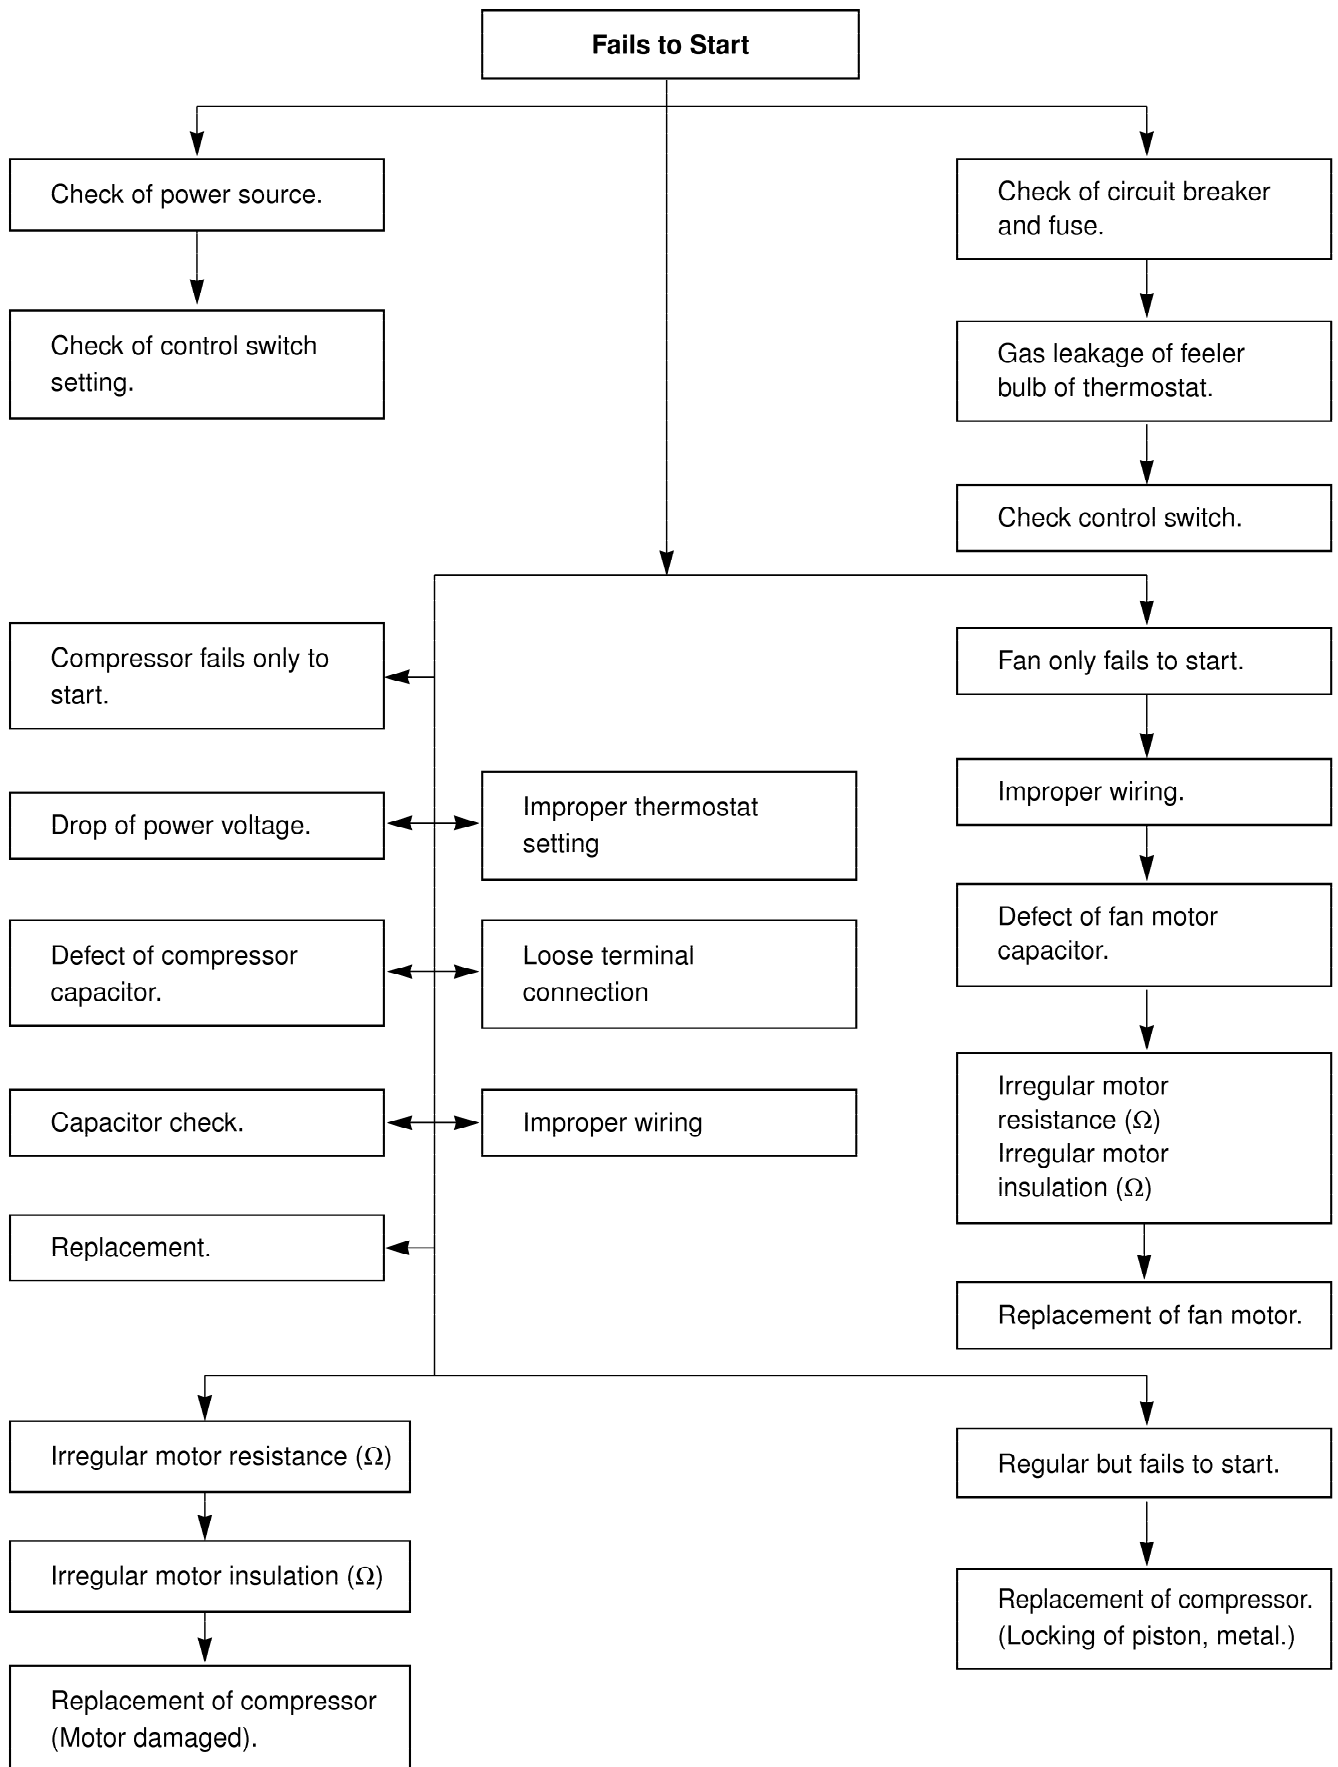 Fails to Start
Check of power source.
Check of control switch
setting.
Check of circuit breaker
and fuse.
Gas leakage of feeler
bulb of thermostat.
Check control switch.
Compressor fails only to
start.
Drop of power voltage.
Improper thermostat
setting
Defect of compressor
capacitor.
Loose terminal
connection
Capacitor check.
Improper wiring
Replacement.
Fan only fails to start.
Improper wiring.
Defect of fan motor
capacitor.
Irregular motor
resistance (Ω)
Irregular motor
insulation (Ω)
Replacement of fan motor.
Irregular motor resistance (Ω)
Irregular motor insulation (Ω)
Replacement of compressor
(Motor damaged).
Regular but fails to start.
Replacement of compressor.
(Locking of piston, metal.)